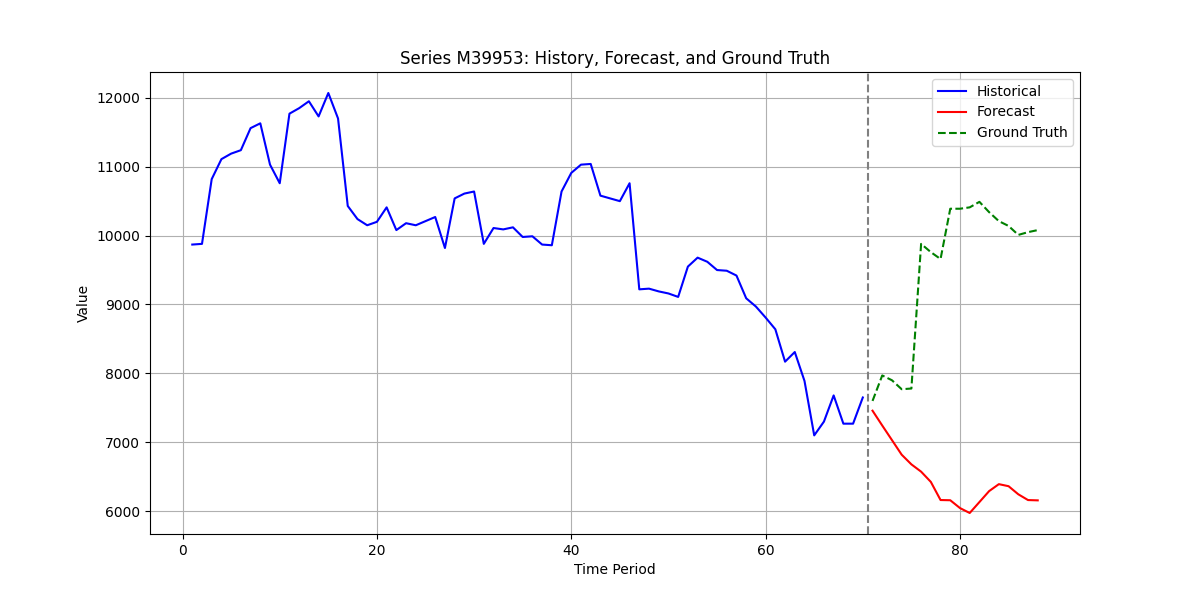 Series M39953: History, Forecast, and Ground Truth
Historical
Forecast
Ground Truth
12000
11000
10000
9000
8000
7000
6000
Value
0 20 40 60 80
Time Period